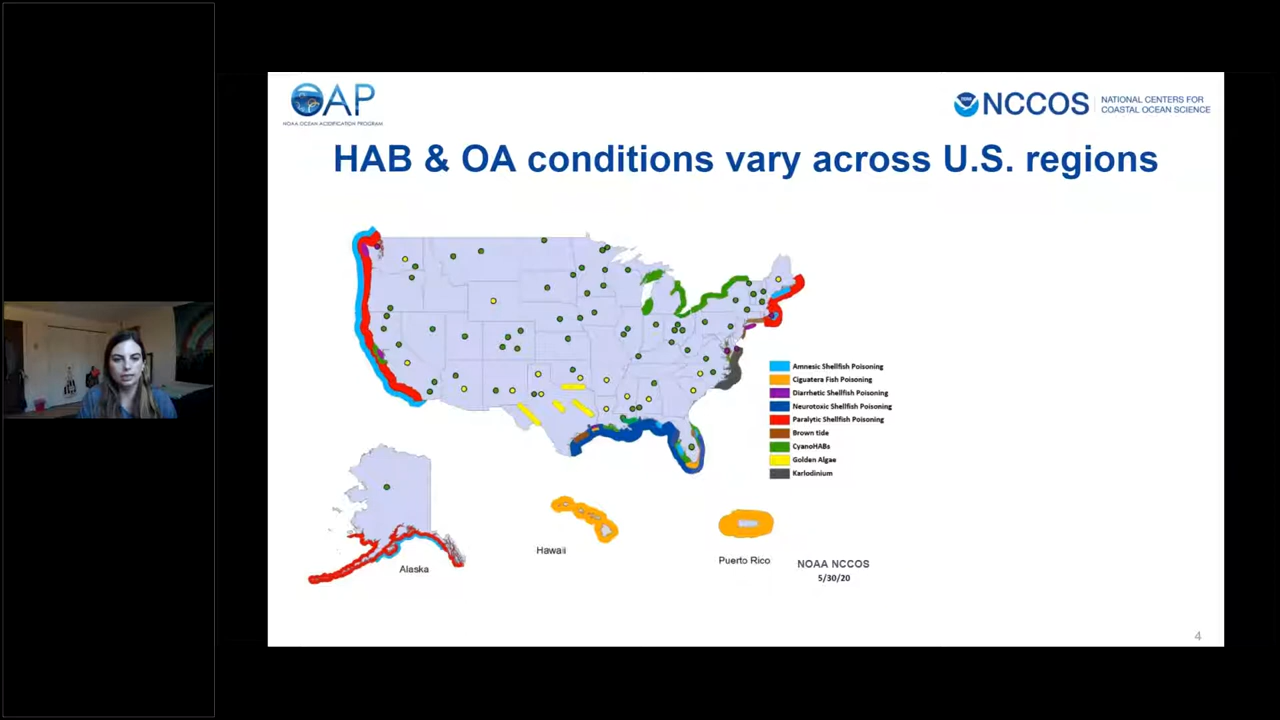 OAP
NOAA OCEAN ACIDIFICATION PROGRAM
NCCOS
NATIONAL CENTERS FOR
COASTAL OCEAN SCIENCE
HAB & OA conditions vary across U.S. regions
Amnesic Shellfish Poisoning
Ciguatera Fish Poisoning
Diarrhetic Shellfish Poisoning
Neurotoxic Shellfish Poisoning
Paralytic Shellfish Poisoning
Brown tide
CyanoHABs
Golden Algae
Karlodinium
Hawaii
Puerto Rico
Alaska
NOAA NCCOS
5/30/20
4